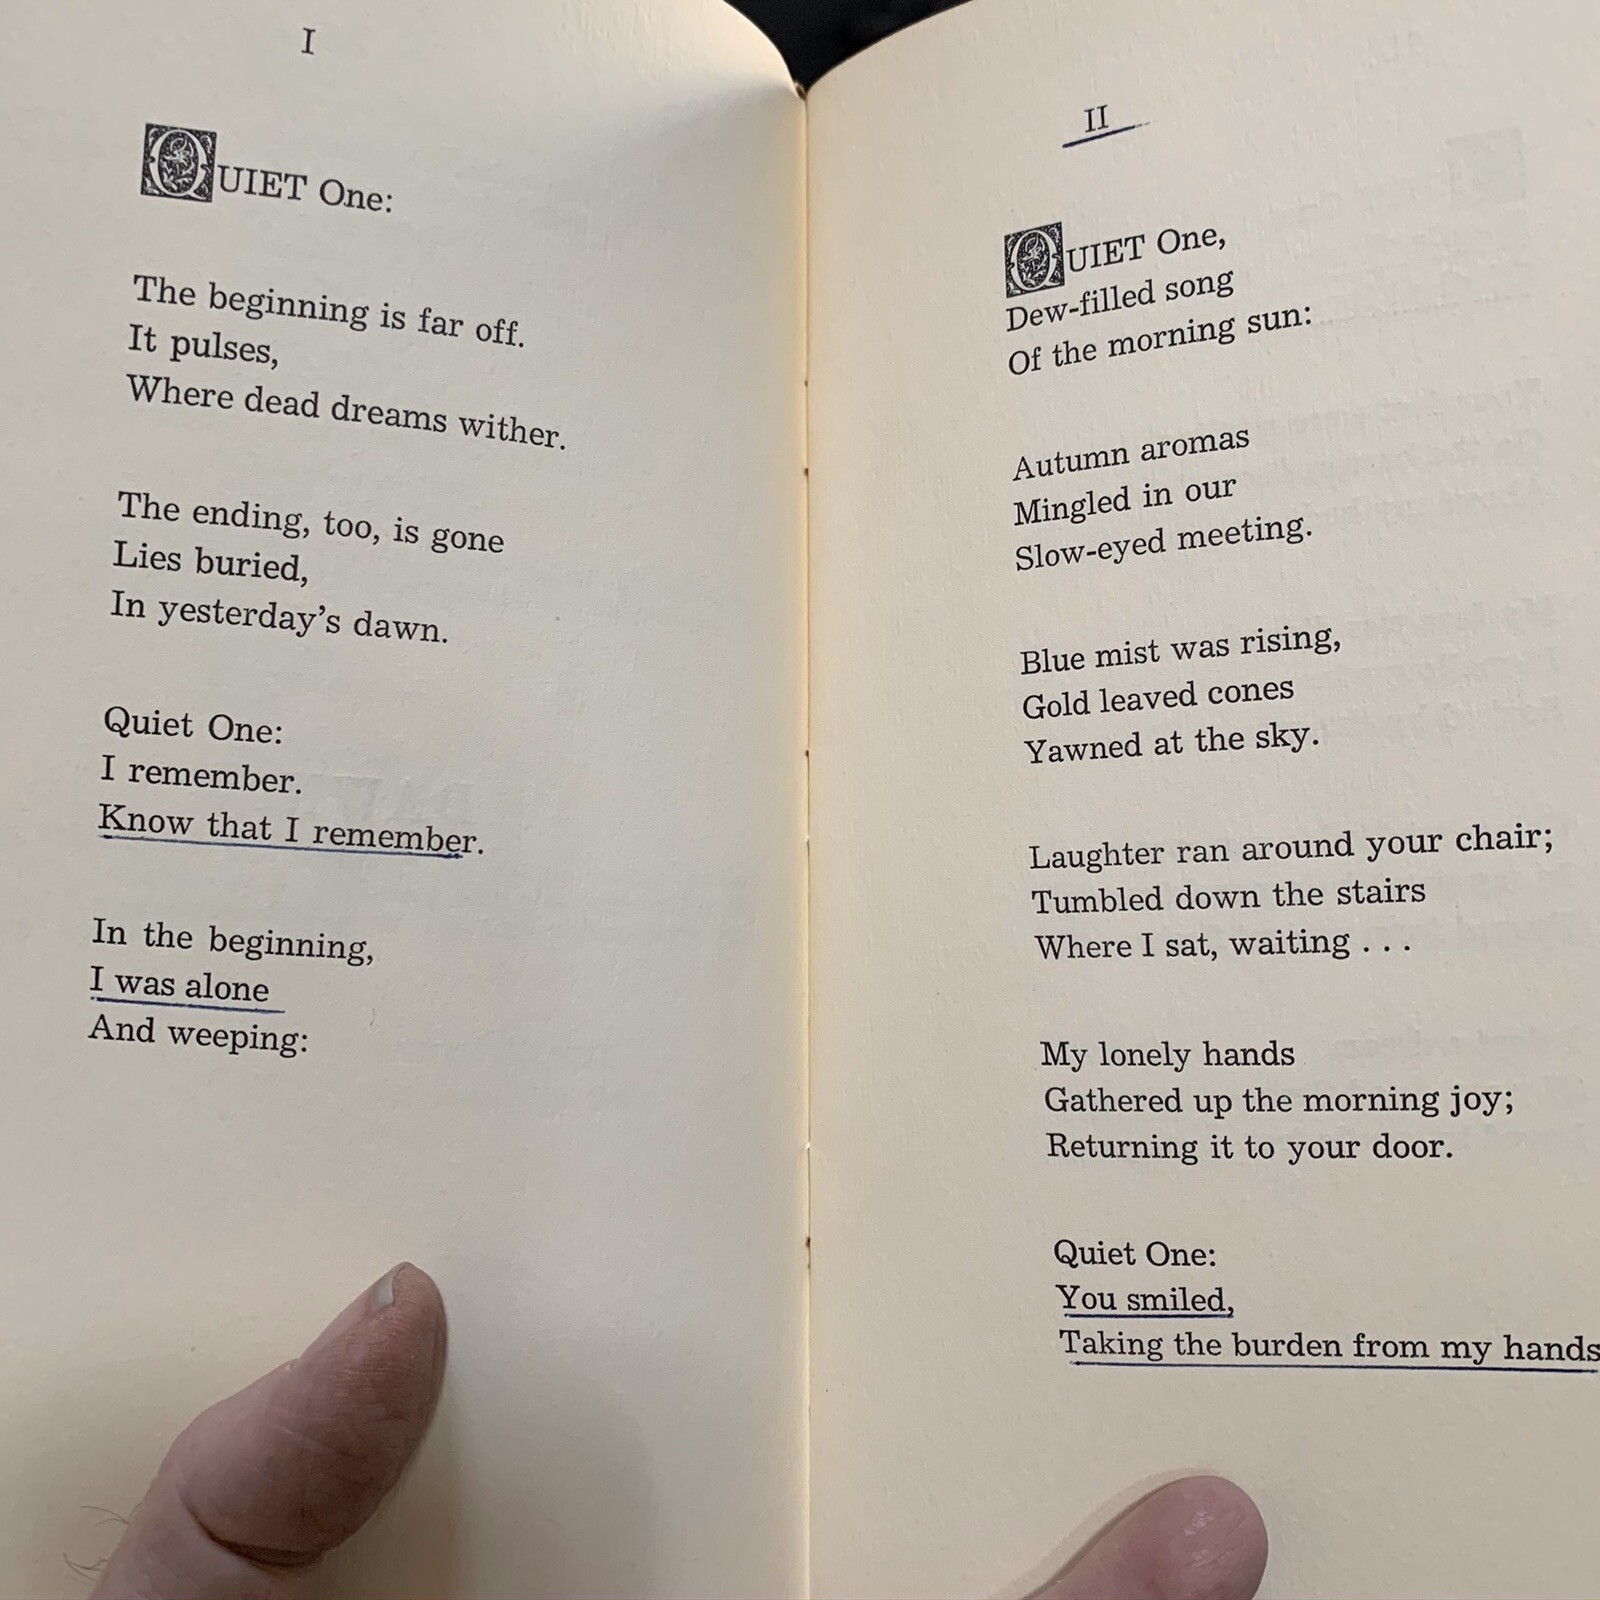 I
QUIET One:
The beginning is far off.
It pulses,
Where dead dreams wither.
The ending, too, is gone
Lies buried,
In yesterday's dawn.
Quiet One:
I remember.
Know that I remember.
In the beginning,
I was alone
And weeping:
II
QUIET One,
Dew-filled song
Of the morning sun:
Autumn aromas
Mingled in our
Slow-eyed meeting.
Blue mist was rising,
Gold leaved cones
Yawned at the sky.
Laughter ran around your chair;
Tumbled down the stairs
Where I sat, waiting . . .
My lonely hands
Gathered up the morning joy;
Returning it to your door.
Quiet One:
You smiled,
Taking the burden from my hands